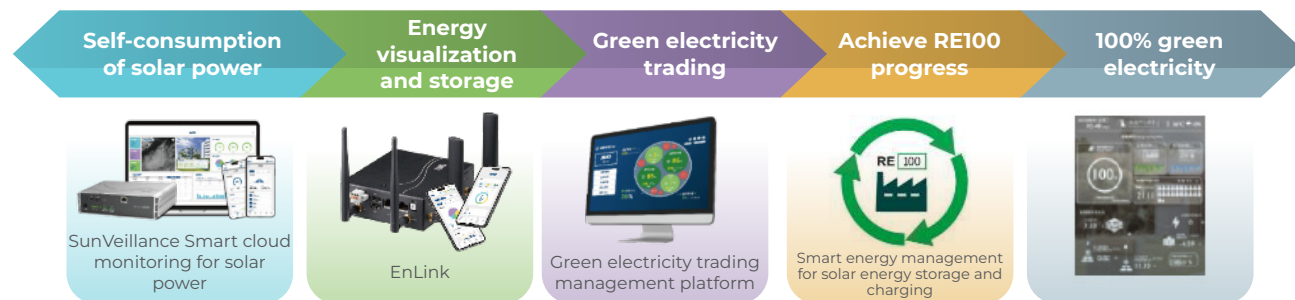 Self-consumption
of solar power
Energy
visualization
and storage
Green electricity
trading
Achieve RE100
progress
100% green
electricity
RE 100
100%
SunVeillance Smart cloud
monitoring for solar
power
EnLink
Green electricity trading
management platform
Smart energy management
for solar energy storage and
charging